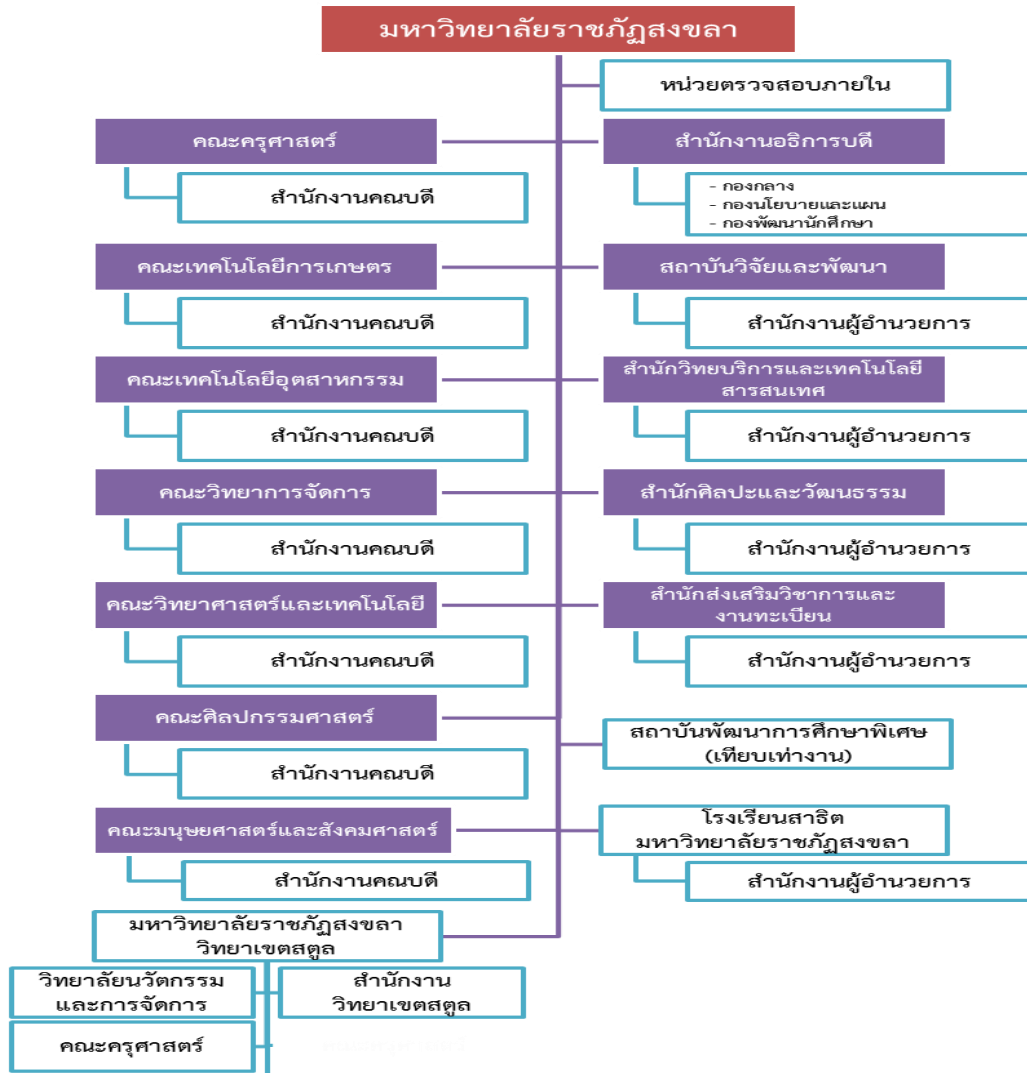 มหาวิทยาลัยราชภัฏสงขลา
หน่วยตรวจสอบภายใน
คณะครุศาสตร์
สำนักงานคณบดี
สำนักงานอธิการบดี
- กองกลาง
- กองนโยบายและแผน
- กองพัฒนานักศึกษา
คณะเทคโนโลยีการเกษตร
สำนักงานคณบดี
สถาบันวิจัยและพัฒนา
สำนักงานผู้อำนวยการ
คณะเทคโนโลยีอุตสาหกรรม
สำนักงานคณบดี
สำนักวิทยบริการและเทคโนโลยี
สารสนเทศ
สำนักงานผู้อำนวยการ
คณะวิทยาการจัดการ
สำนักงานคณบดี
สำนักศิลปะและวัฒนธรรม
สำนักงานผู้อำนวยการ
คณะวิทยาศาสตร์และเทคโนโลยี
สำนักงานคณบดี
สำนักส่งเสริมวิชาการและ
งานทะเบียน
สำนักงานผู้อำนวยการ
คณะศิลปกรรมศาสตร์
สำนักงานคณบดี
สถาบันพัฒนาการศึกษาพิเศษ
(เทียบเท่างาน)
คณะมนุษยศาสตร์และสังคมศาสตร์
สำนักงานคณบดี
โรงเรียนสาธิต
มหาวิทยาลัยราชภัฏสงขลา
สำนักงานผู้อำนวยการ
มหาวิทยาลัยราชภัฏสงขลา
วิทยาเขตสตูล
วิทยาลัยนวัตกรรม
และการจัดการ
สำนักงาน
วิทยาเขตสตูล
คณะครุศาสตร์